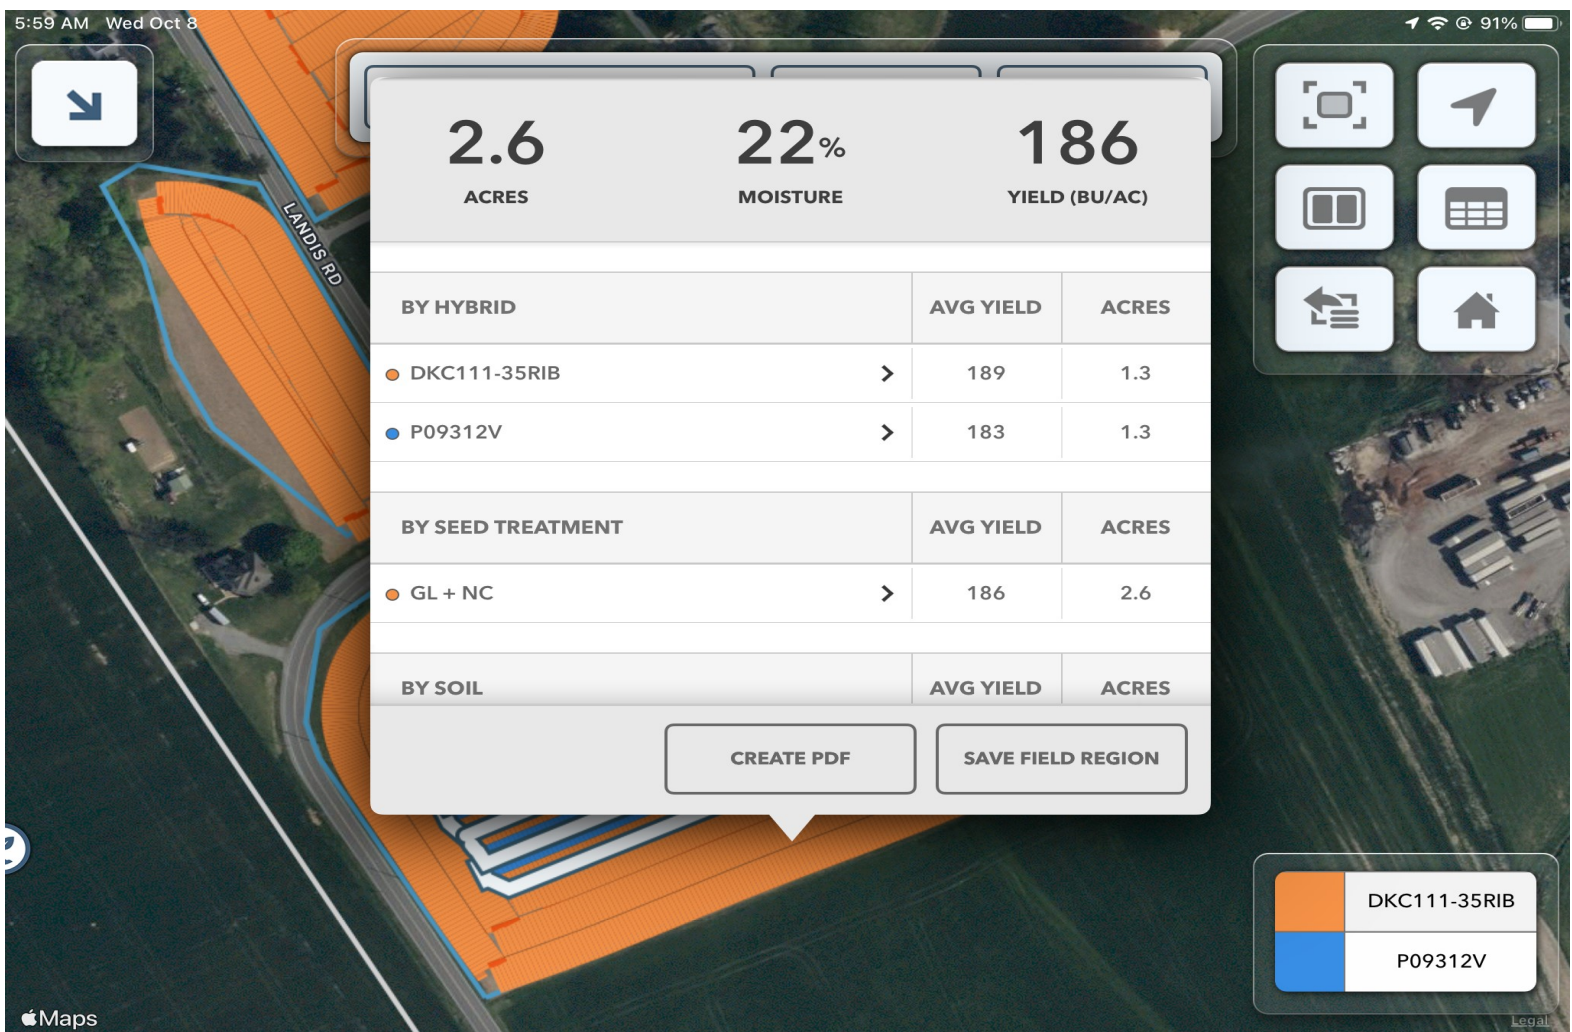 5:59 AM Wed Oct 8
91%
2.6
ACRES
22%
MOISTURE
186
YIELD (BU/AC)
BY HYBRID AVG YIELD ACRES
DKC111-35RIB 189 1.3
P09312V 183 1.3
BY SEED TREATMENT AVG YIELD ACRES
GL + NC 186 2.6
BY SOIL AVG YIELD ACRES
CREATE PDF SAVE FIELD REGION
LANDIS RD
DKC111-35RIB
P09312V
Maps
Legal